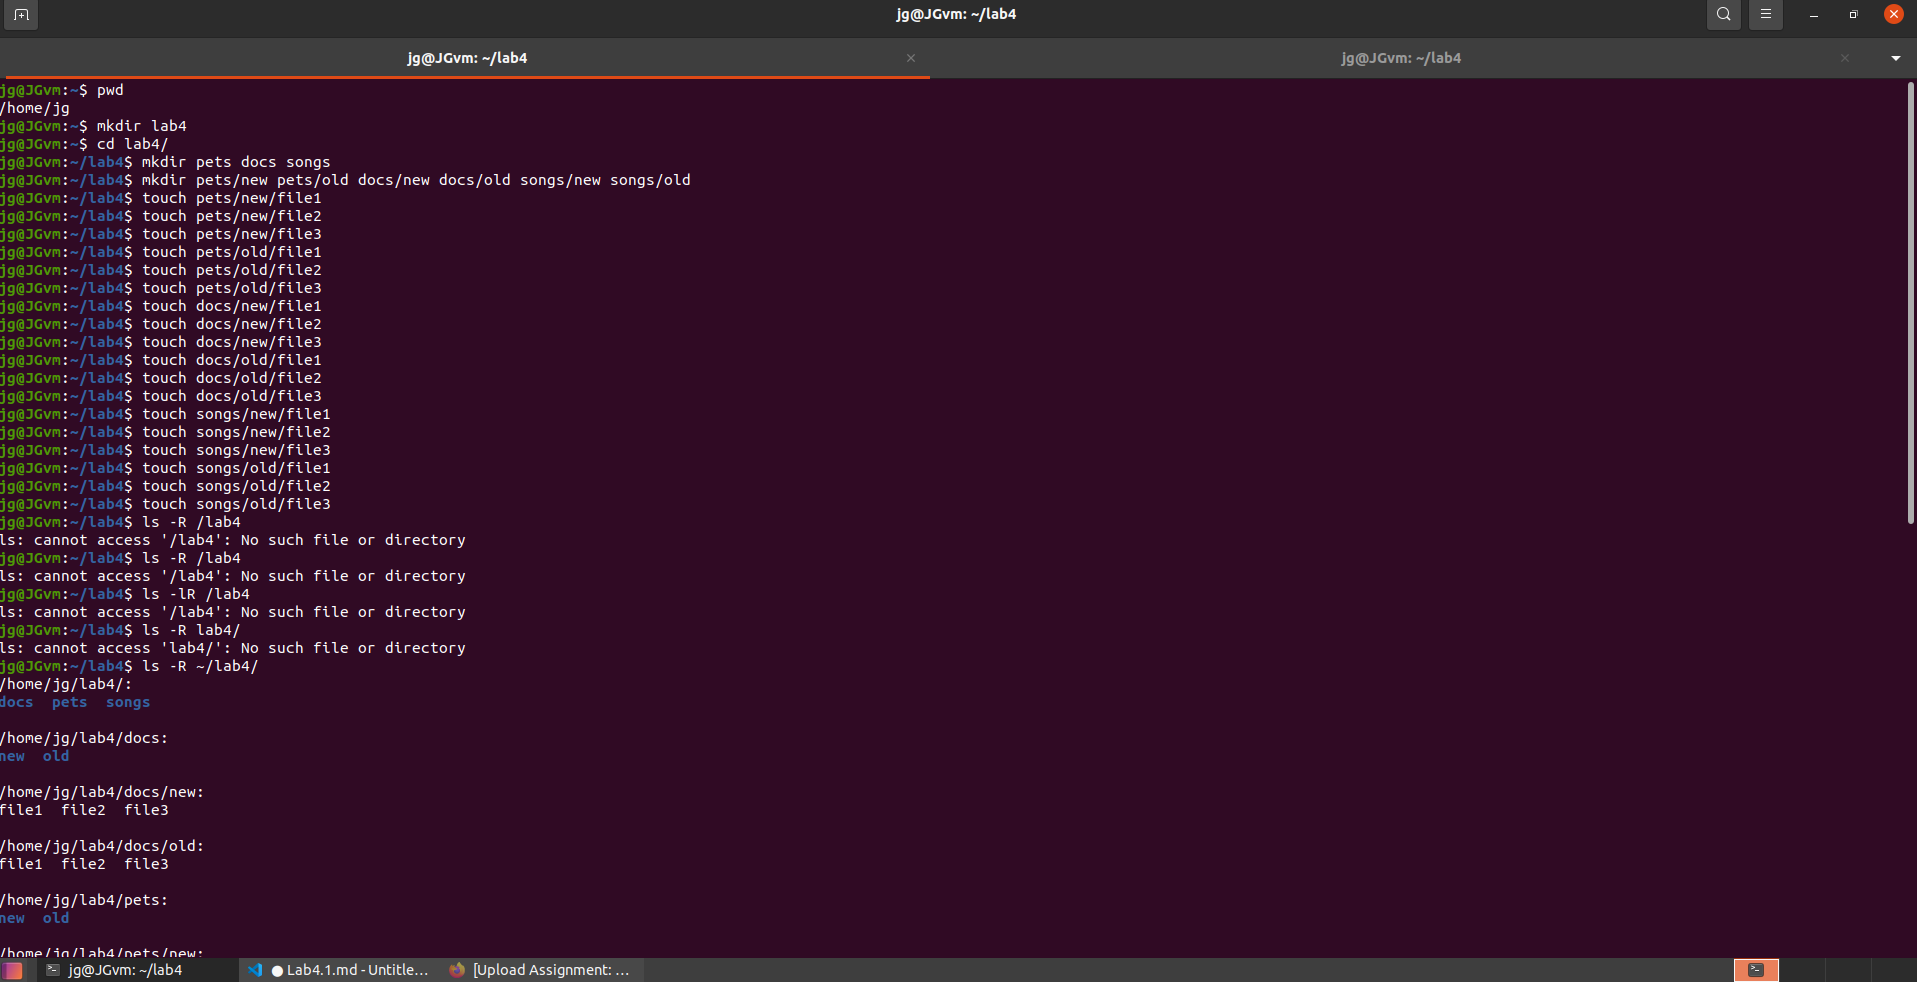 jg@JGvm: ~/lab4
jg@JGvm: ~/lab4
jg@JGvm: ~/lab4
jg@JGvm:~$ pwd
/home/jg
jg@JGvm:~$ mkdir lab4
jg@JGvm:~$ cd lab4/
jg@JGvm:~/lab4$ mkdir pets docs songs
jg@JGvm:~/lab4$ mkdir pets/new pets/old docs/new docs/old songs/new songs/old
jg@JGvm:~/lab4$ touch pets/new/file1
jg@JGvm:~/lab4$ touch pets/new/file2
jg@JGvm:~/lab4$ touch pets/new/file3
jg@JGvm:~/lab4$ touch pets/old/file1
jg@JGvm:~/lab4$ touch pets/old/file2
jg@JGvm:~/lab4$ touch pets/old/file3
jg@JGvm:~/lab4$ touch docs/new/file1
jg@JGvm:~/lab4$ touch docs/new/file2
jg@JGvm:~/lab4$ touch docs/new/file3
jg@JGvm:~/lab4$ touch docs/old/file1
jg@JGvm:~/lab4$ touch docs/old/file2
jg@JGvm:~/lab4$ touch docs/old/file3
jg@JGvm:~/lab4$ touch songs/new/file1
jg@JGvm:~/lab4$ touch songs/new/file2
jg@JGvm:~/lab4$ touch songs/new/file3
jg@JGvm:~/lab4$ touch songs/old/file1
jg@JGvm:~/lab4$ touch songs/old/file2
jg@JGvm:~/lab4$ touch songs/old/file3
jg@JGvm:~/lab4$ ls -R /lab4
ls: cannot access '/lab4': No such file or directory
jg@JGvm:~/lab4$ ls -R /lab4
ls: cannot access '/lab4': No such file or directory
jg@JGvm:~/lab4$ ls -lR /lab4
ls: cannot access '/lab4': No such file or directory
jg@JGvm:~/lab4$ ls -R lab4/
ls: cannot access 'lab4/': No such file or directory
jg@JGvm:~/lab4$ ls -R ~/lab4/
/home/jg/lab4/:
docs  pets  songs

/home/jg/lab4/docs:
new  old

/home/jg/lab4/docs/new:
file1  file2  file3

/home/jg/lab4/docs/old:
file1  file2  file3

/home/jg/lab4/pets:
new  old

/home/jg/lab4/pets/new:
jg@JGvm: ~/lab4
● Lab4.1.md - Untitle...
[Upload Assignment: ...